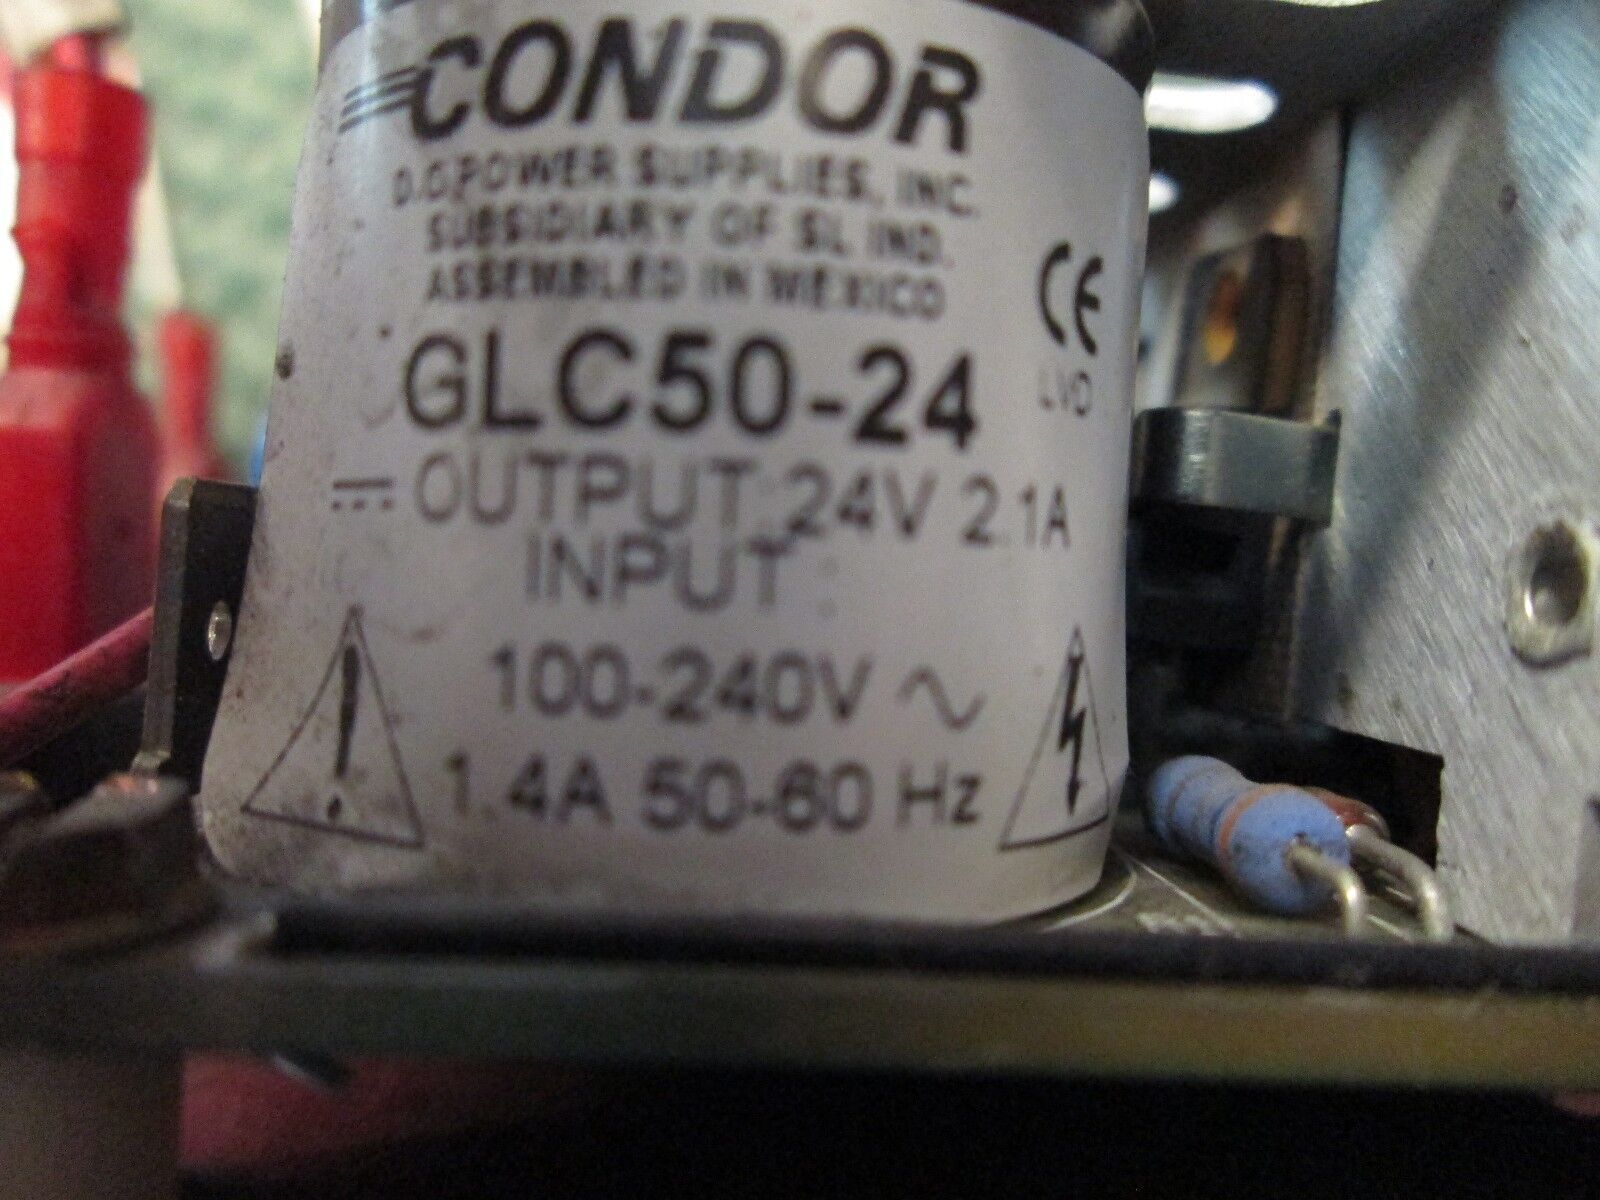 CONDOR
D.C. POWER SUPPLIES, INC.
SUBSIDIARY OF SL IND.
ASSEMBLED IN MEXICO
CE
LVD
GLC50-24
OUTPUT 24V 2.1A
INPUT
100-240V ~
1.4A 50-60 Hz